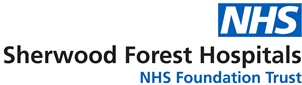 NHS
Sherwood Forest Hospitals
NHS Foundation Trust